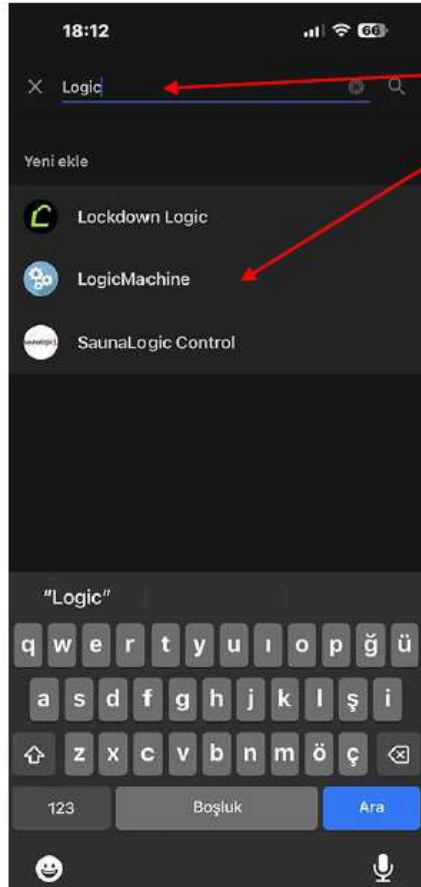 18:12
66
Logic
Yeni ekle
Lockdown Logic
LogicMachine
SaunaLogic Control
"Logic"
q w e r t y u ı o p ğ ü
a s d f g h j k l ş i
z x c v b n m ö ç
123 Boşluk Ara